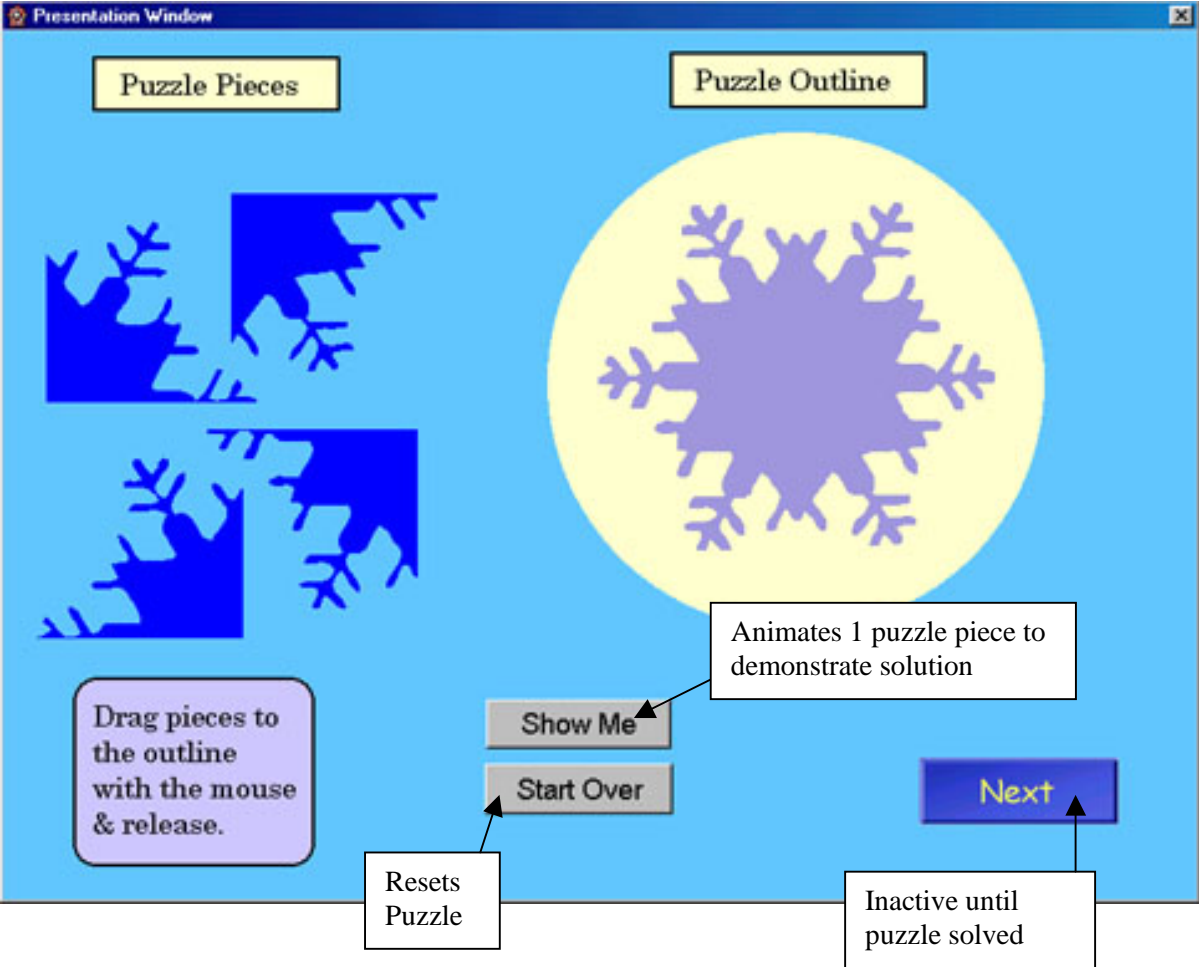 Presentation Window
Puzzle Pieces
Puzzle Outline
Animates 1 puzzle piece to
demonstrate solution
Drag pieces to
the outline
with the mouse
& release.
Show Me
Start Over
Next
Resets
Puzzle
Inactive until
puzzle solved